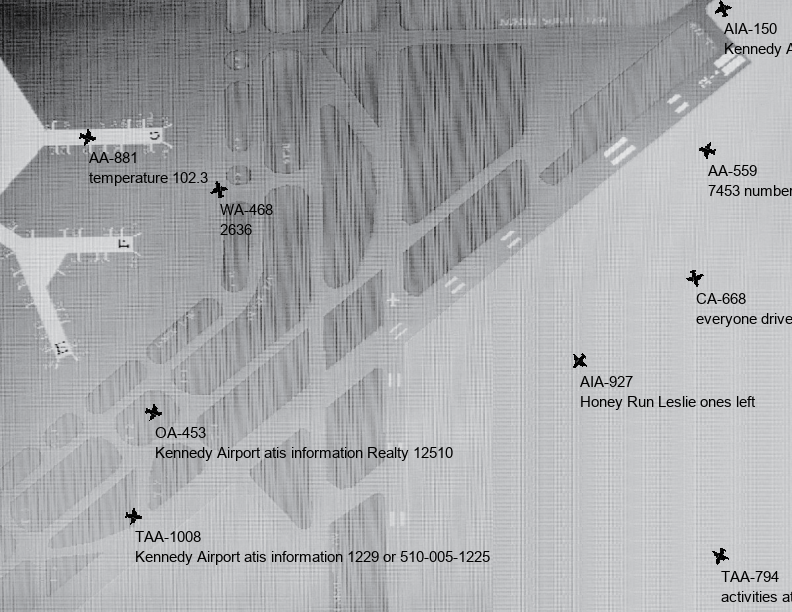 AIA-150
Kennedy A
AA-881
temperature 102.3
AA-559
7453 number
WA-468
2636
CA-668
everyone drive
AIA-927
Honey Run Leslie ones left
OA-453
Kennedy Airport atis information Realty 12510
TAA-1008
Kennedy Airport atis information 1229 or 510-005-1225
TAA-794
activities at